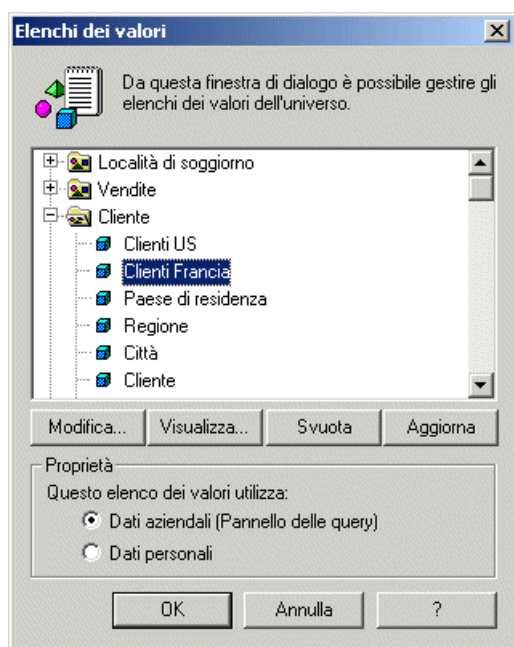 Elenchi dei valori
Da questa finestra di dialogo è possibile gestire gli
elenchi dei valori dell'universo.
Località di soggiorno
Vendite
Cliente
Clienti US
Clienti Francia
Paese di residenza
Regione
Città
Cliente
Modifica... Visualizza... Svuota Aggiorna
Proprietà
Questo elenco dei valori utilizza:
Dati aziendali (Pannello delle query)
Dati personali
OK Annulla ?